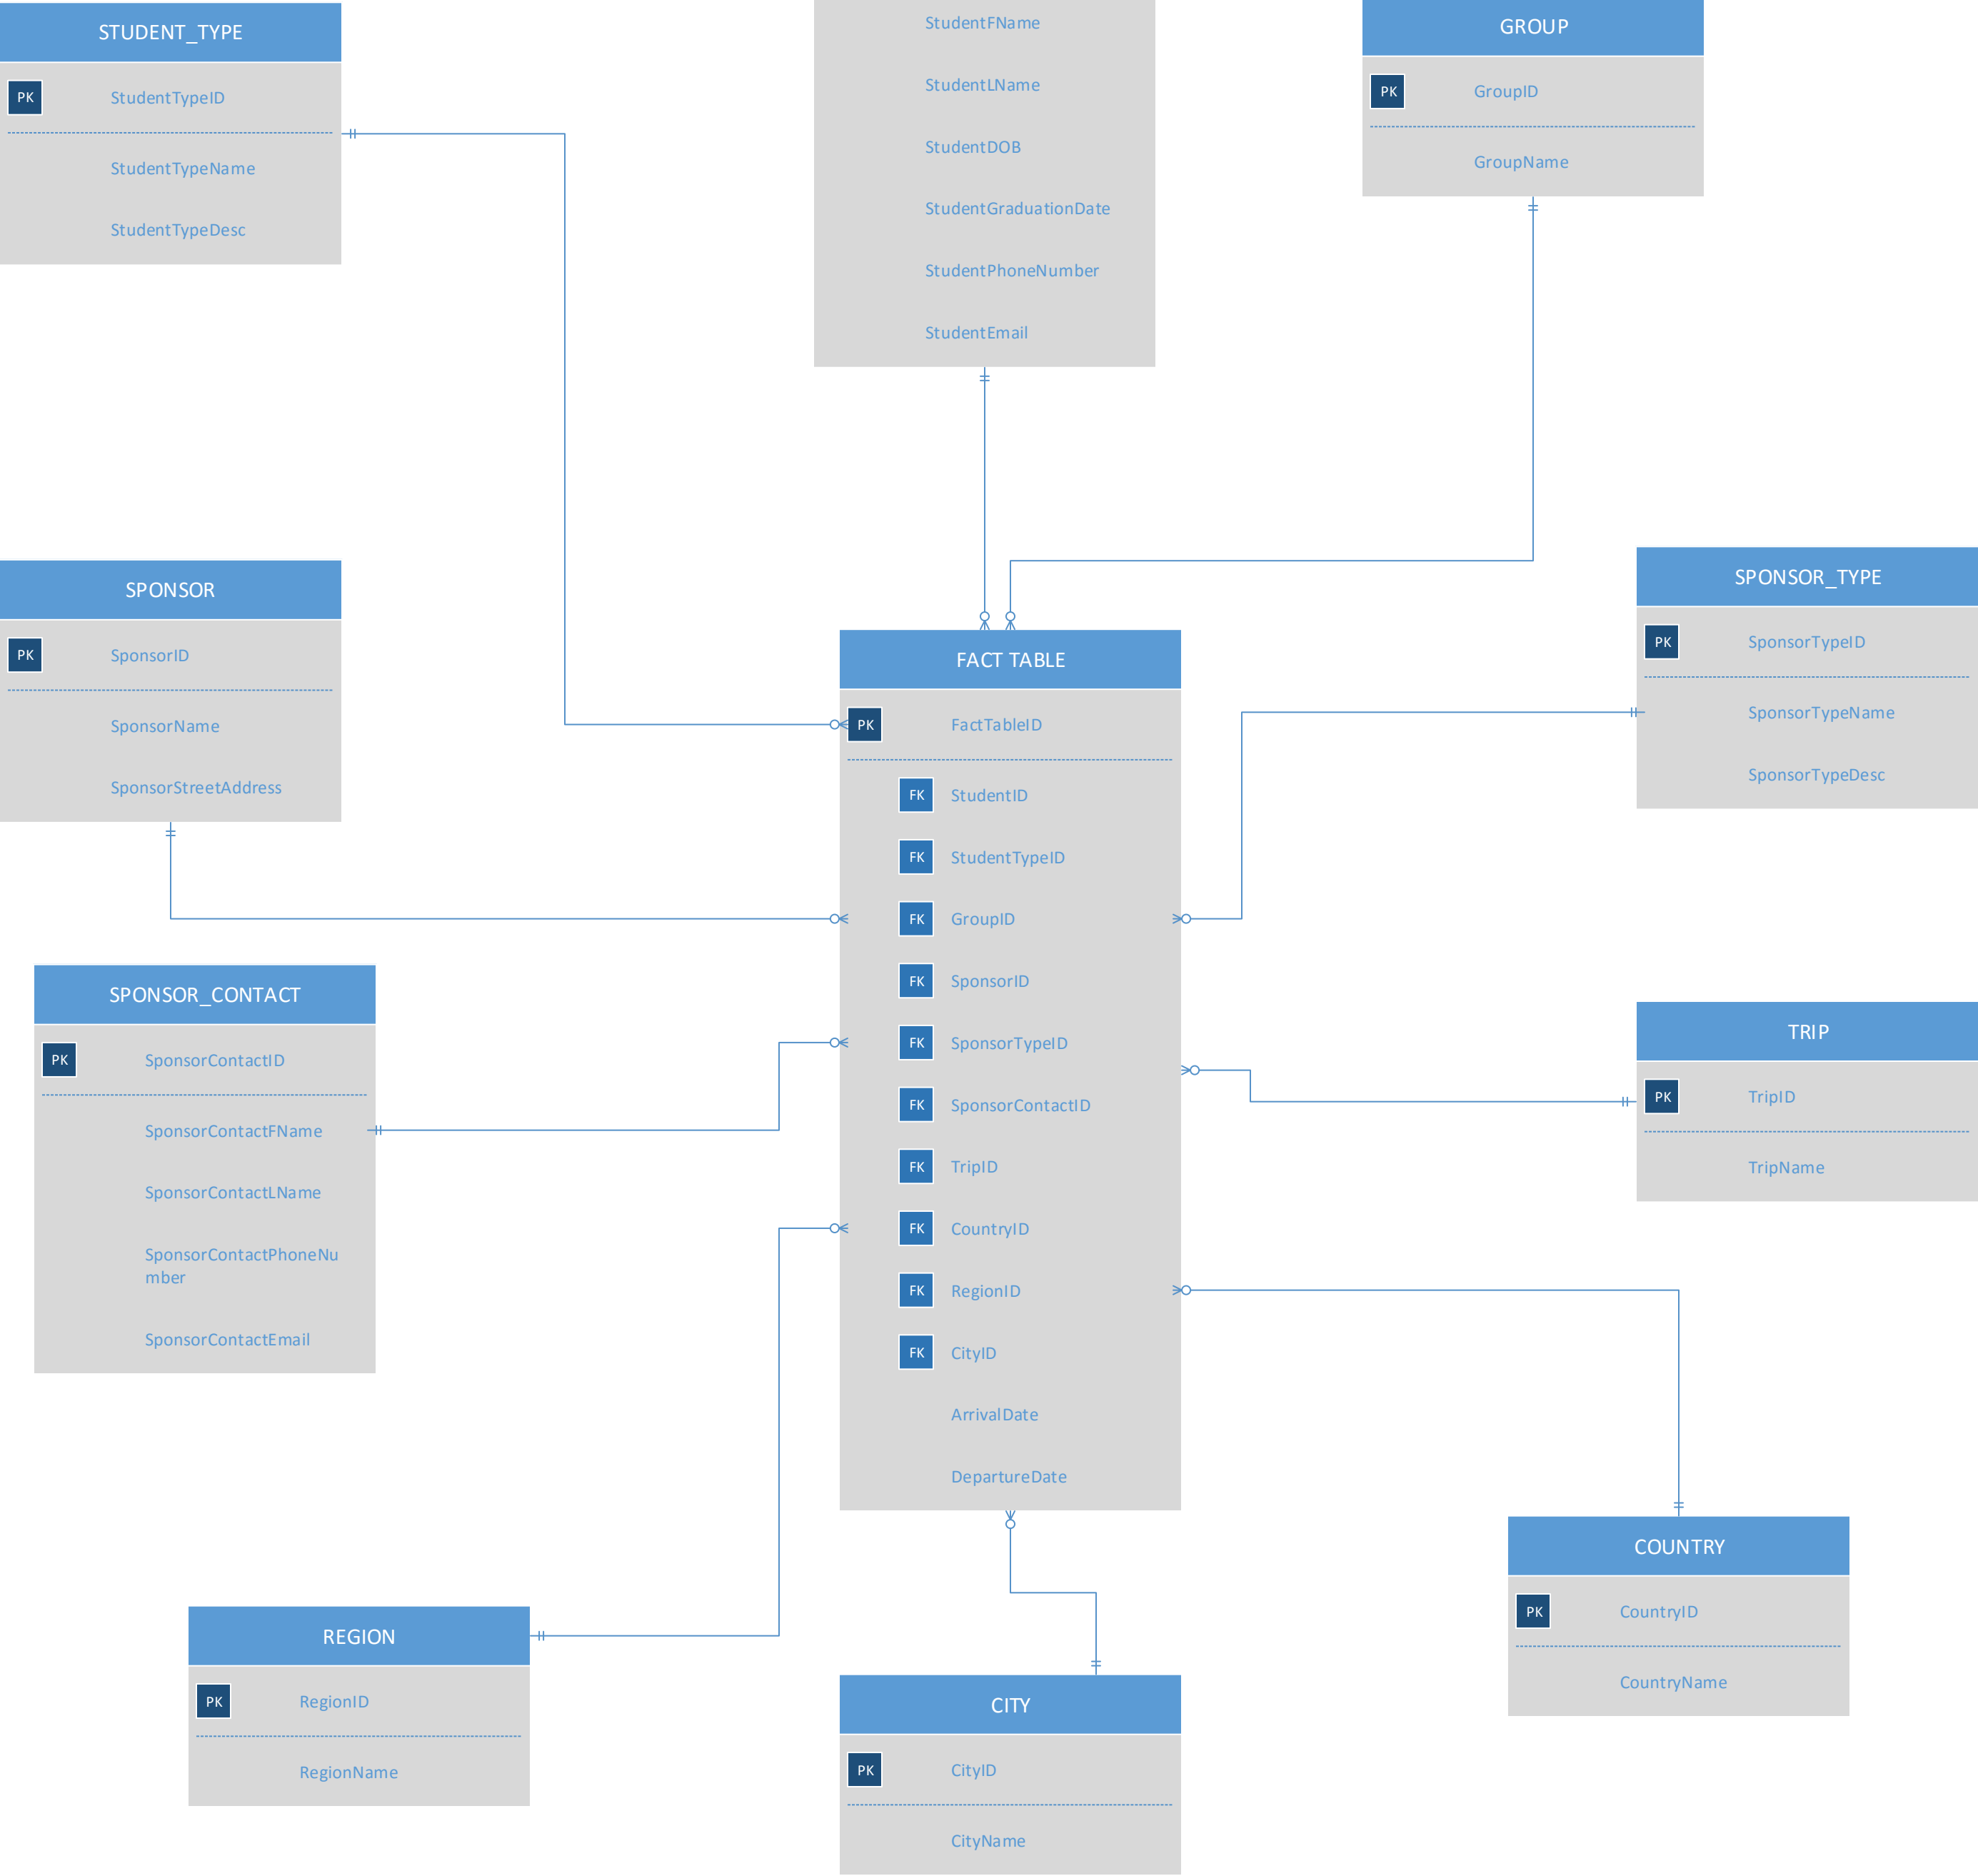 STUDENT_TYPE
PK
StudentTypeID
StudentTypeName
StudentTypeDesc
StudentFName
StudentLName
StudentDOB
StudentGraduationDate
StudentPhoneNumber
StudentEmail
GROUP
PK
GroupID
GroupName
SPONSOR
PK
SponsorID
SponsorName
SponsorStreetAddress
FACT TABLE
PK
FactTableID
FK
StudentID
FK
StudentTypeID
FK
GroupID
FK
SponsorID
FK
SponsorTypeID
FK
SponsorContactID
FK
TripID
FK
CountryID
FK
RegionID
FK
CityID
ArrivalDate
DepartureDate
SPONSOR_TYPE
PK
SponsorTypeID
SponsorTypeName
SponsorTypeDesc
SPONSOR_CONTACT
PK
SponsorContactID
SponsorContactFName
SponsorContactLName
SponsorContactPhoneNu
mber
SponsorContactEmail
TRIP
PK
TripID
TripName
REGION
PK
RegionID
RegionName
CITY
PK
CityID
CityName
COUNTRY
PK
CountryID
CountryName